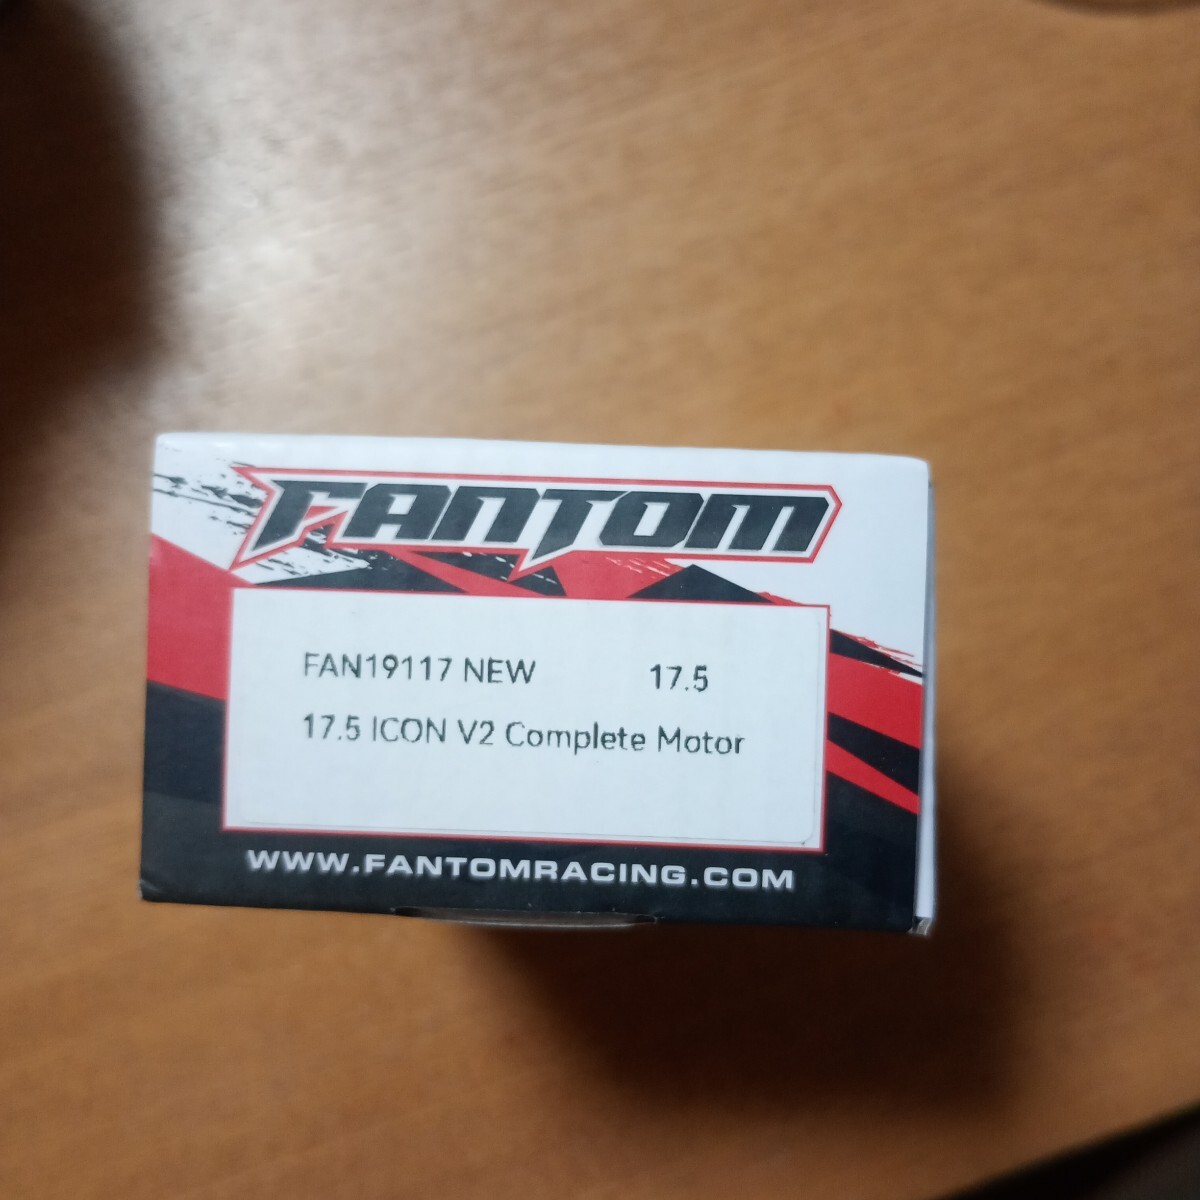 FANTOM
FAN19117 NEW 17.5
17.5 ICON V2 Complete Motor
WWW.FANTOMRACING.COM